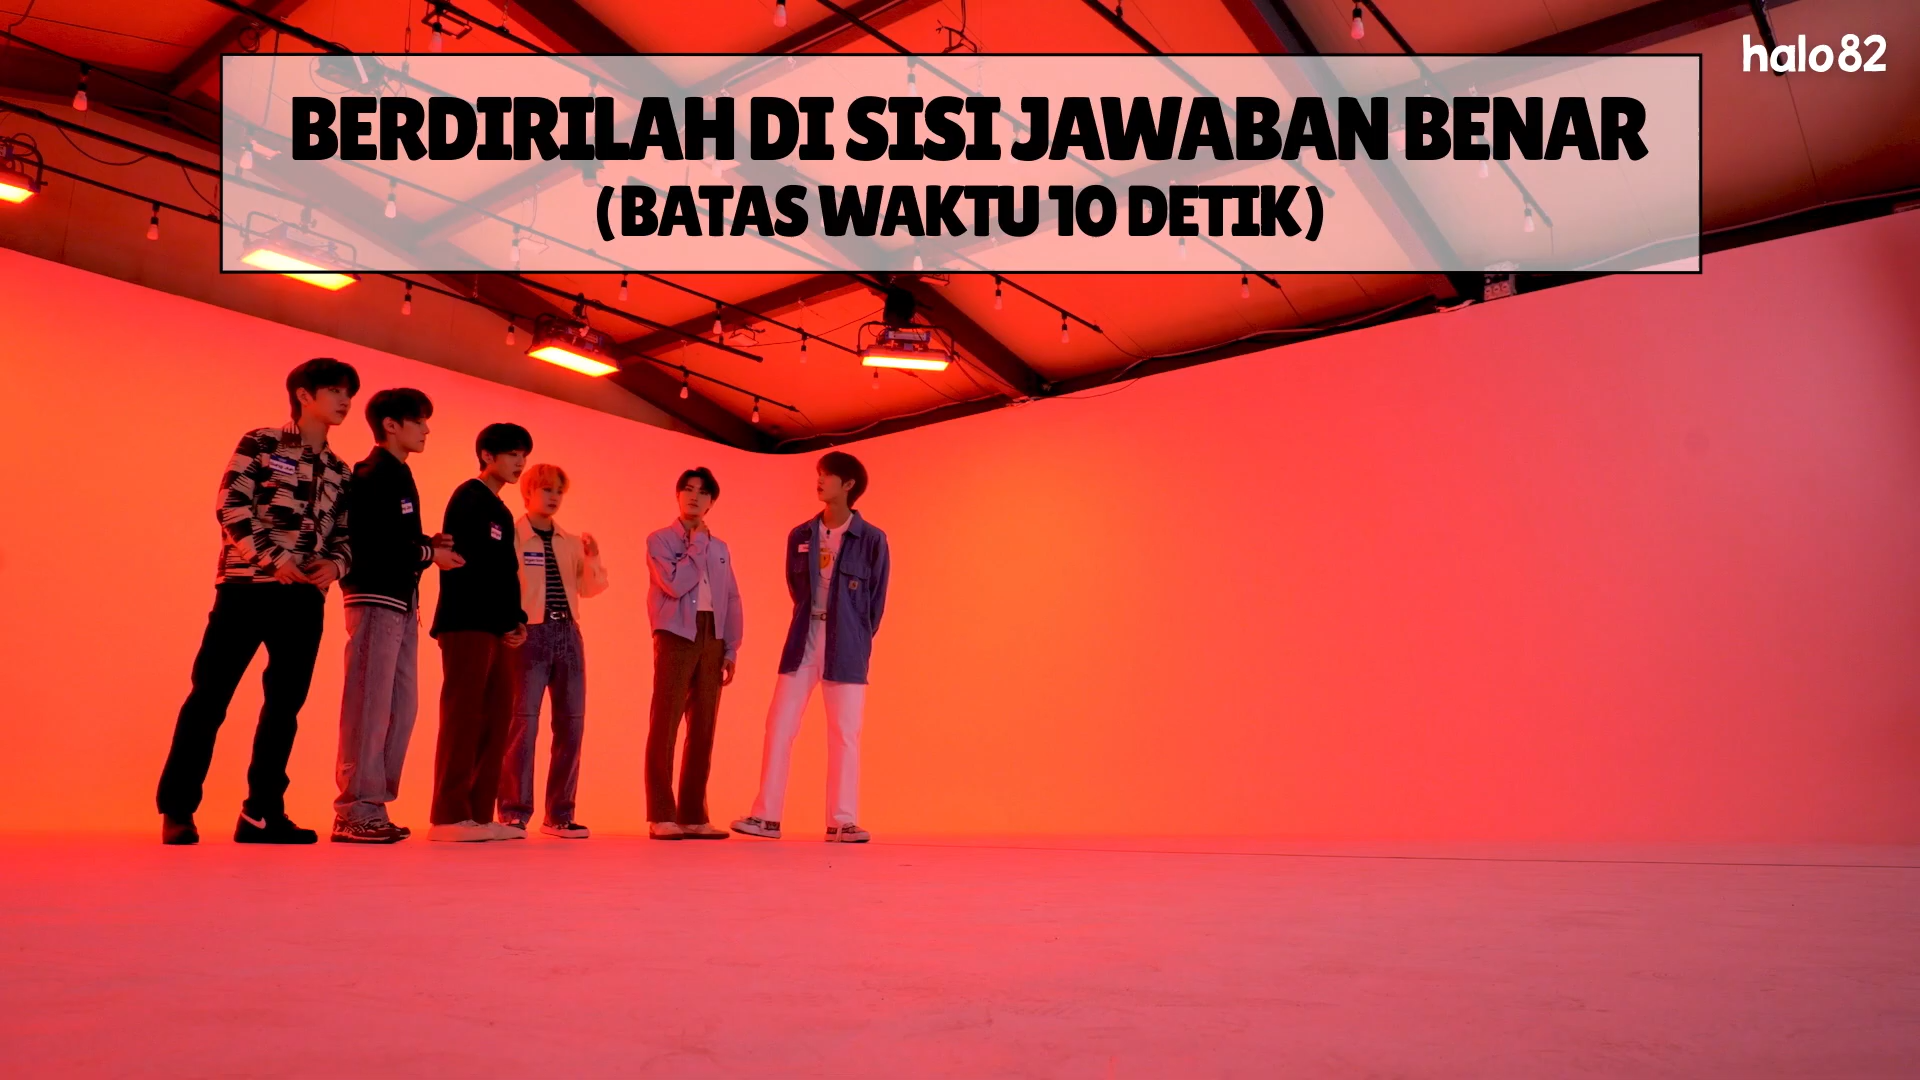 halo82
BERDIRILAH DI SISI JAWABAN BENAR
(BATAS WAKTU 10 DETIK)